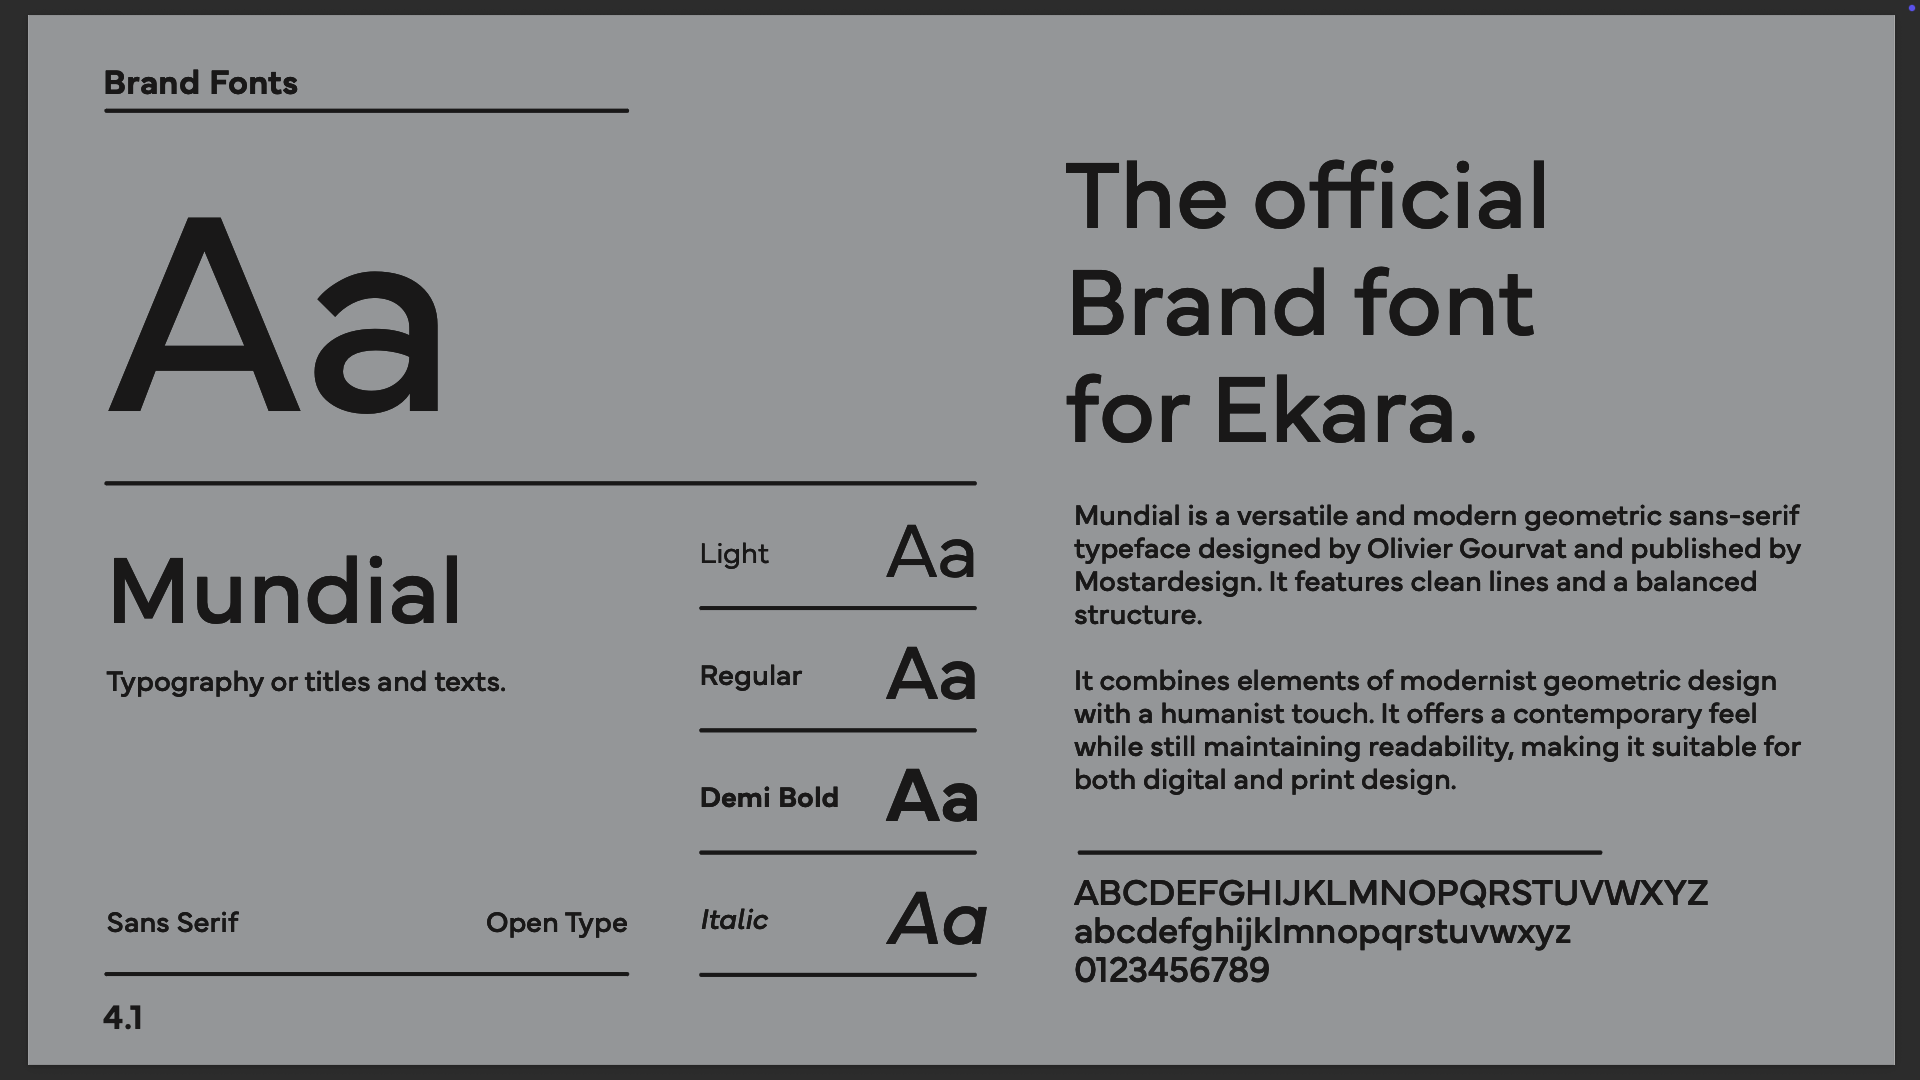 Brand Fonts
Aa
Mundial
Typography or titles and texts.
Sans Serif
Open Type
4.1
Light Aa
Regular Aa
Demi Bold Aa
Italic Aa
The official
Brand font
for Ekara.
Mundial is a versatile and modern geometric sans-serif
typeface designed by Olivier Gourvat and published by
Mostardesign. It features clean lines and a balanced
structure.
It combines elements of modernist geometric design
with a humanist touch. It offers a contemporary feel
while still maintaining readability, making it suitable for
both digital and print design.
ABCDEFGHIJKLMNOPQRSTUVWXYZ
abcdefghijklmnopqrstuvwxyz
0123456789